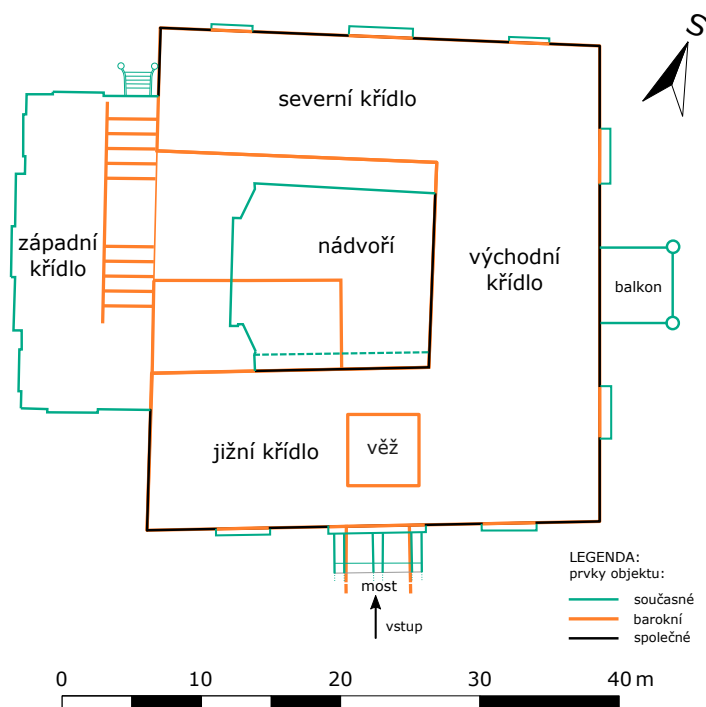 S
severní křídlo
západní
křídlo
nádvoří
východní
křídlo
balkon
jižní křídlo
věž
most
vstup
LEGENDA:
prvky objektu:
současné
barokní
společné
0 10 20 30 40 m